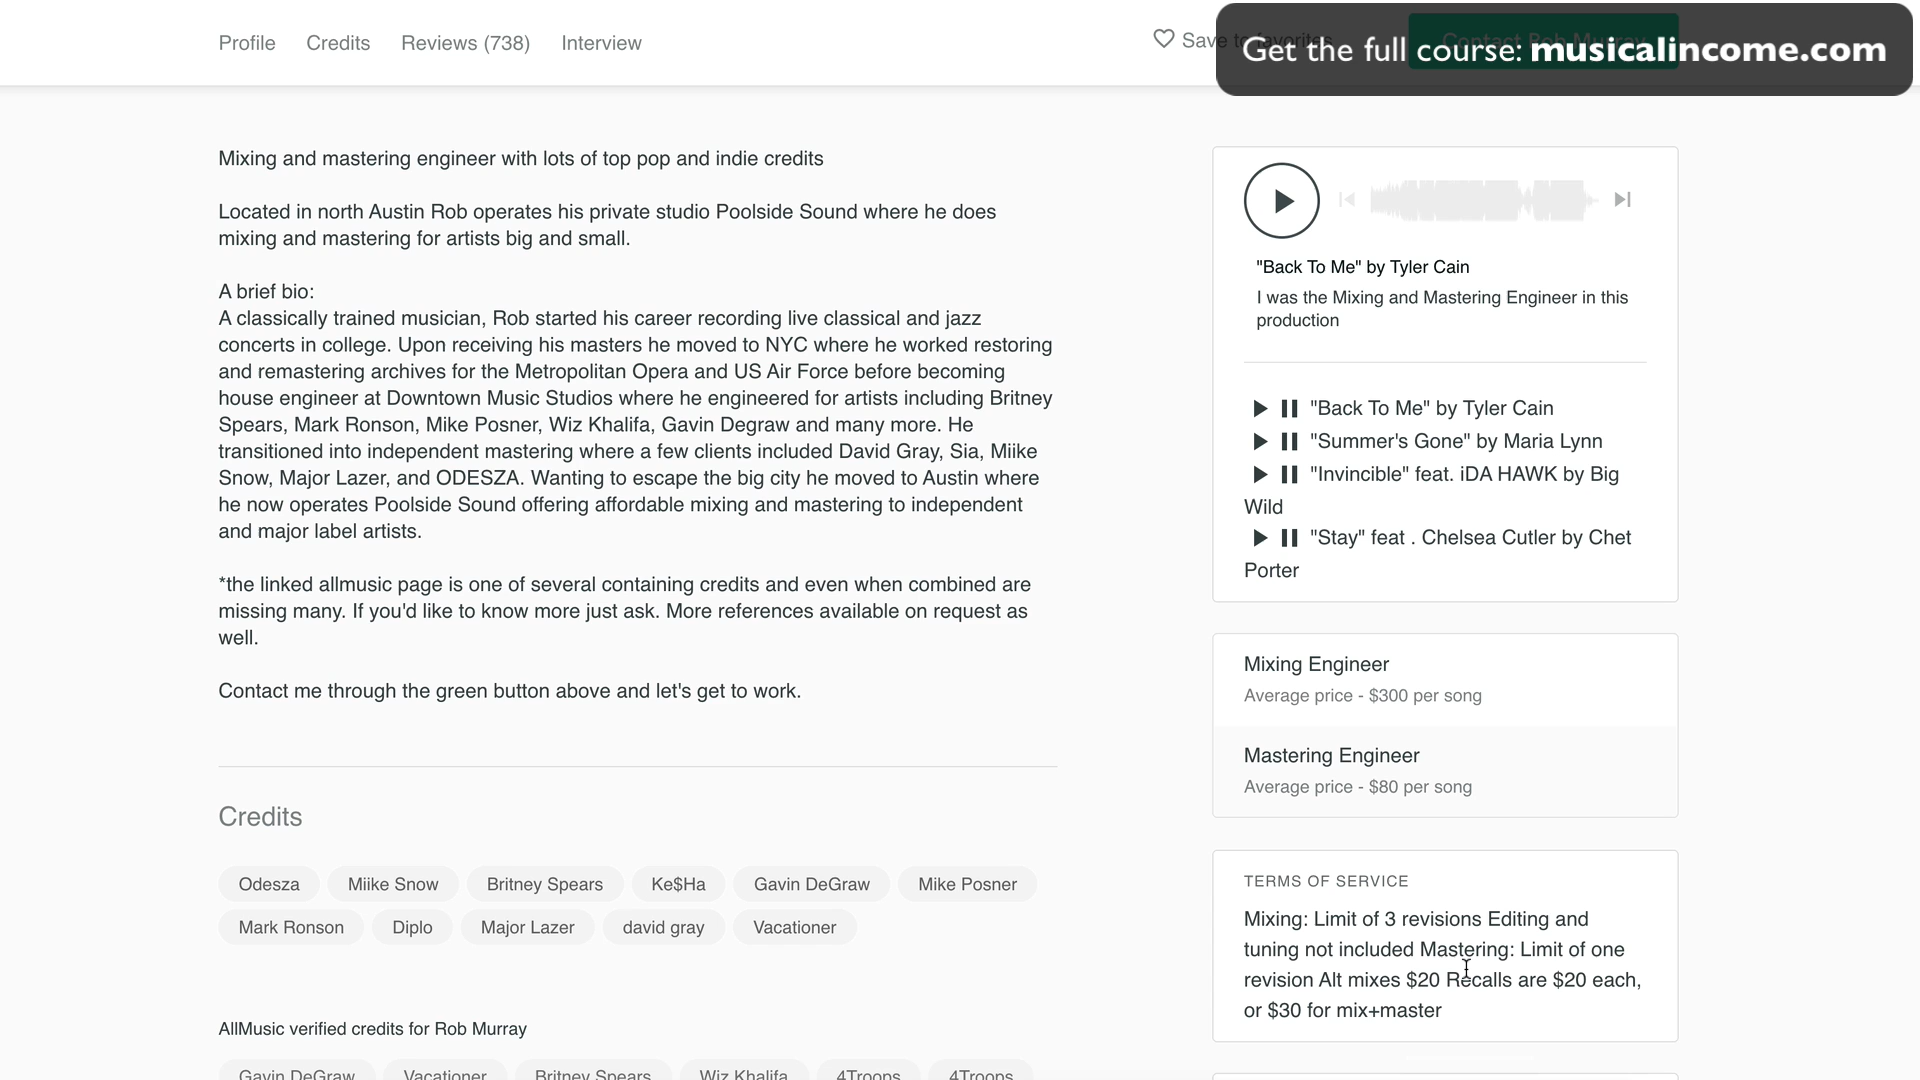 Profile
Credits
Reviews (738)
Interview
Save to favorites
Contact Rob Murray
Get the full course: musicalincome.com
Mixing and mastering engineer with lots of top pop and indie credits
Located in north Austin Rob operates his private studio Poolside Sound where he does
mixing and mastering for artists big and small.
A brief bio:
A classically trained musician, Rob started his career recording live classical and jazz
concerts in college. Upon receiving his masters he moved to NYC where he worked restoring
and remastering archives for the Metropolitan Opera and US Air Force before becoming
house engineer at Downtown Music Studios where he engineered for artists including Britney
Spears, Mark Ronson, Mike Posner, Wiz Khalifa, Gavin Degraw and many more. He
transitioned into independent mastering where a few clients included David Gray, Sia, Miike
Snow, Major Lazer, and ODESZA. Wanting to escape the big city he moved to Austin where
he now operates Poolside Sound offering affordable mixing and mastering to independent
and major label artists.
*the linked allmusic page is one of several containing credits and even when combined are
missing many. If you'd like to know more just ask. More references available on request as
well.
Contact me through the green button above and let's get to work.
Credits
Odesza
Miike Snow
Britney Spears
Ke$Ha
Gavin DeGraw
Mike Posner
Mark Ronson
Diplo
Major Lazer
david gray
Vacationer
AllMusic verified credits for Rob Murray
Gavin DeGraw
Vacationer
Britney Spears
Wiz Khalifa
4Troops
4Troops
"Back To Me" by Tyler Cain
I was the Mixing and Mastering Engineer in this
production
"Back To Me" by Tyler Cain
"Summer's Gone" by Maria Lynn
"Invincible" feat. iDA HAWK by Big
Wild
"Stay" feat . Chelsea Cutler by Chet
Porter
Mixing Engineer
Average price - $300 per song
Mastering Engineer
Average price - $80 per song
TERMS OF SERVICE
Mixing: Limit of 3 revisions Editing and
tuning not included Mastering: Limit of one
revision Alt mixes $20 Recalls are $20 each,
or $30 for mix+master